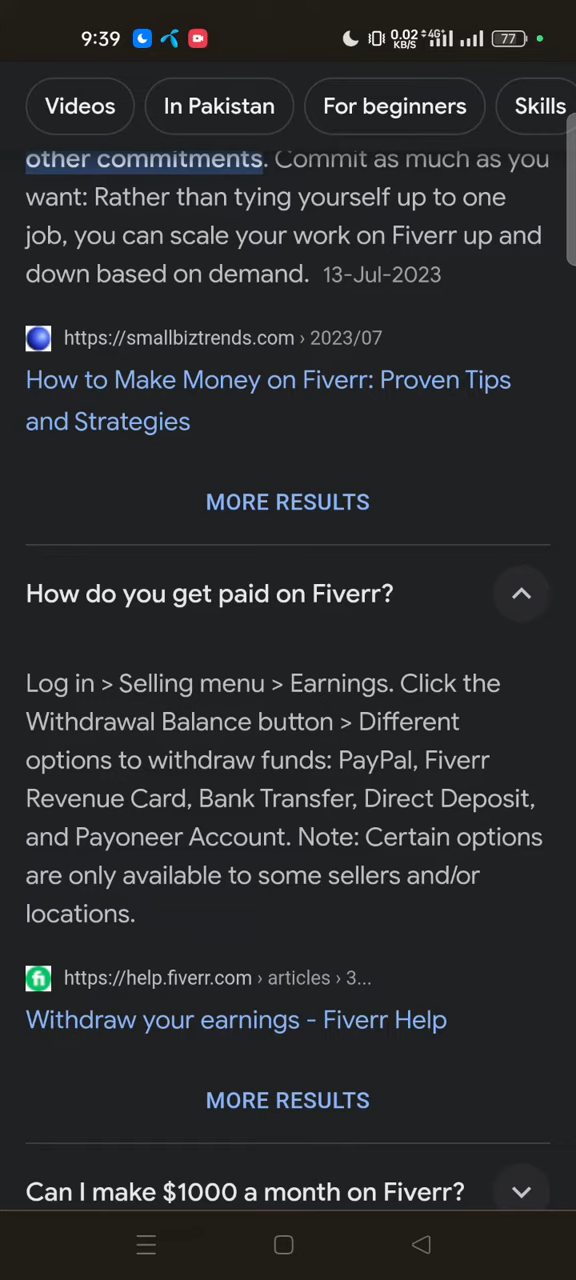 9:39
0.02
KB/S
4G
77
Videos
In Pakistan
For beginners
Skills
other commitments. Commit as much as you
want: Rather than tying yourself up to one
job, you can scale your work on Fiverr up and
down based on demand. 13-Jul-2023
https://smallbiztrends.com › 2023/07
How to Make Money on Fiverr: Proven Tips
and Strategies
MORE RESULTS
How do you get paid on Fiverr?
Log in > Selling menu > Earnings. Click the
Withdrawal Balance button > Different
options to withdraw funds: PayPal, Fiverr
Revenue Card, Bank Transfer, Direct Deposit,
and Payoneer Account. Note: Certain options
are only available to some sellers and/or
locations.
fi
https://help.fiverr.com › articles › 3...
Withdraw your earnings - Fiverr Help
MORE RESULTS
Can I make $1000 a month on Fiverr?